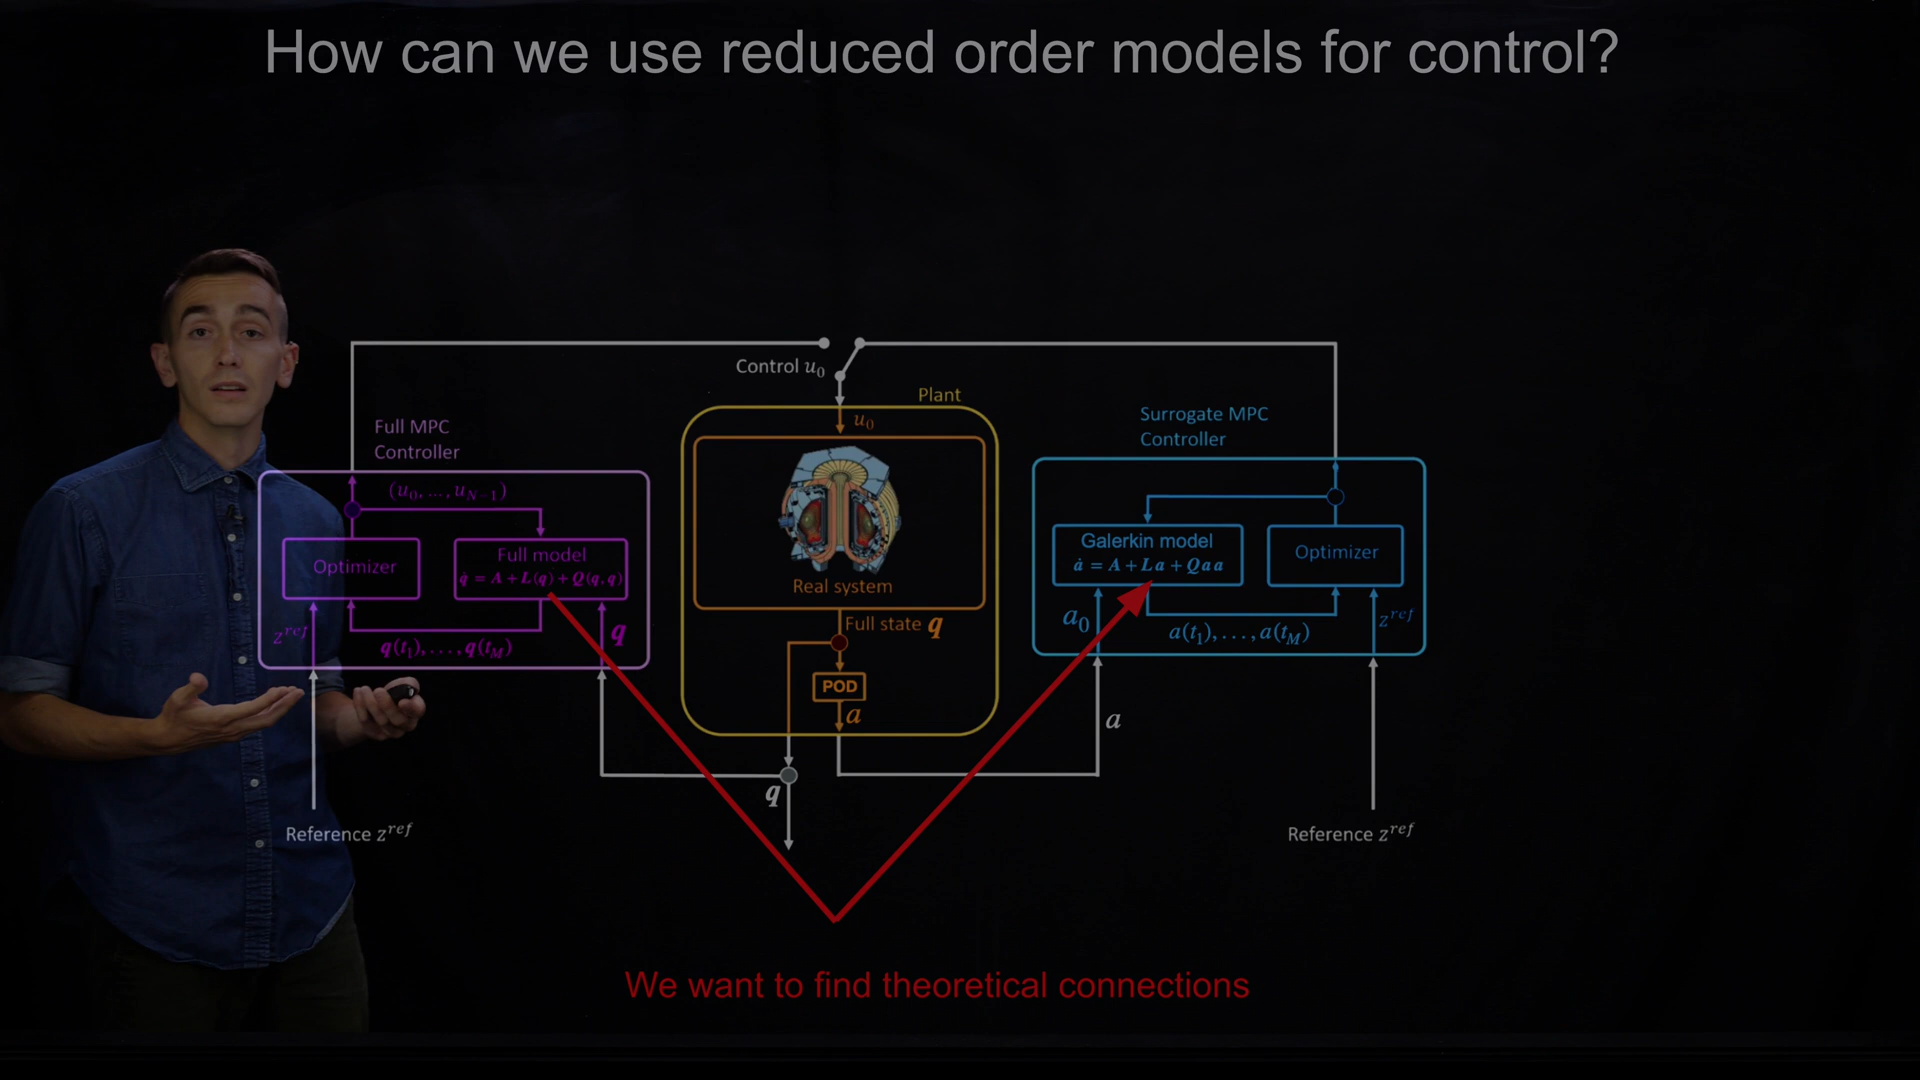 How can we use reduced order models for control?
Control u₀
Plant
u₀
Full MPC
Controller
(u₀, ..., u_{N−1})
Optimizer
Full model
q̇ = A + L(q) + Q(q, q)
z^{ref}
q(t₁), ..., q(t_M)
q
Reference z^{ref}
Real system
Full state q
POD
a
q
a
Surrogate MPC
Controller
Galerkin model
ȧ = A + La + Qaa
Optimizer
a₀
a(t₁), ..., a(t_M)
z^{ref}
Reference z^{ref}
We want to find theoretical connections